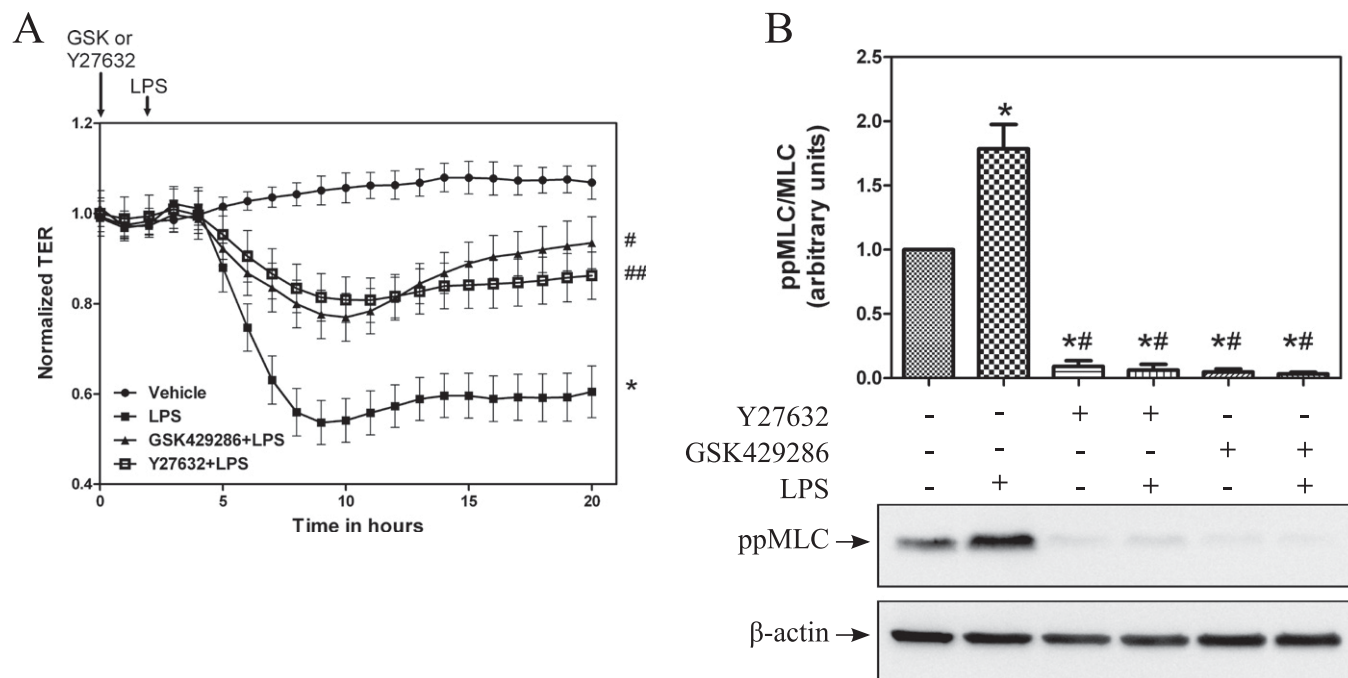 A
GSK or
Y27632
LPS
1.2
1.0
0.8
0.6
0.4
Normalized TER
Vehicle
LPS
GSK429286+LPS
Y27632+LPS
#
##
*
0 5 10 15 20
Time in hours
B
2.5
2.0
1.5
1.0
0.5
0.0
ppMLC/MLC
(arbitrary units)
*
*# *# *# *#
Y27632 - - + + - -
GSK429286 - - - - + +
LPS - + - + - +
ppMLC
β-actin